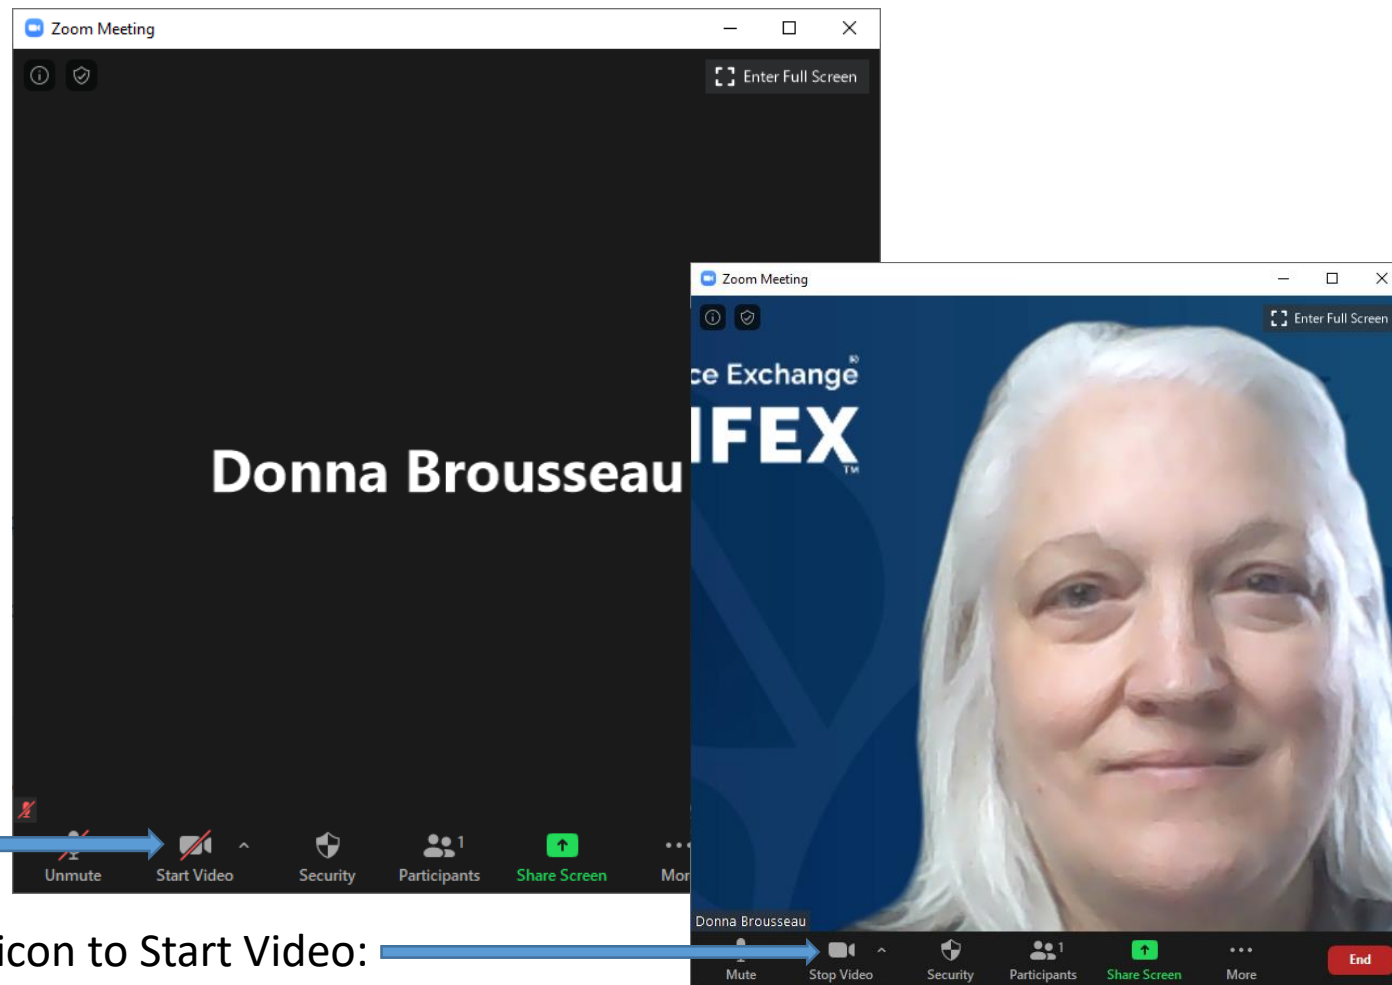 Zoom Meeting
Enter Full Screen
Donna Brousseau
Unmute
Start Video
Security
Participants 1
Share Screen
Mor
Zoom Meeting
Enter Full Screen
ce Exchange
IFEX
TM
Donna Brousseau
Mute
Stop Video
Security
Participants 1
Share Screen
More
End
icon to Start Video: